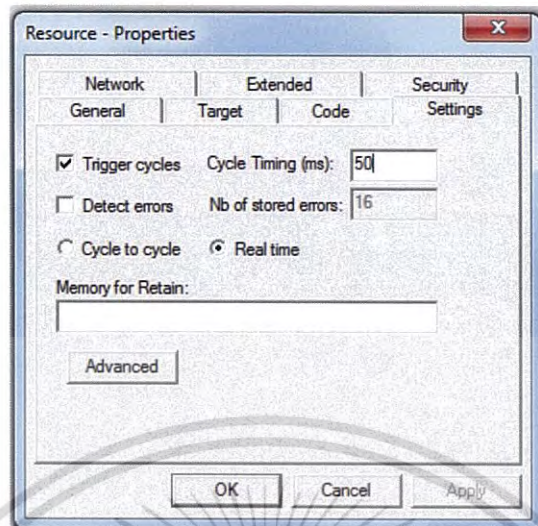 Resource - Properties
Network Extended Security
General Target Code Settings
Trigger cycles Cycle Timing (ms): 50
Detect errors Nb of stored errors: 16
Cycle to cycle Real time
Memory for Retain:
Advanced
OK Cancel Apply